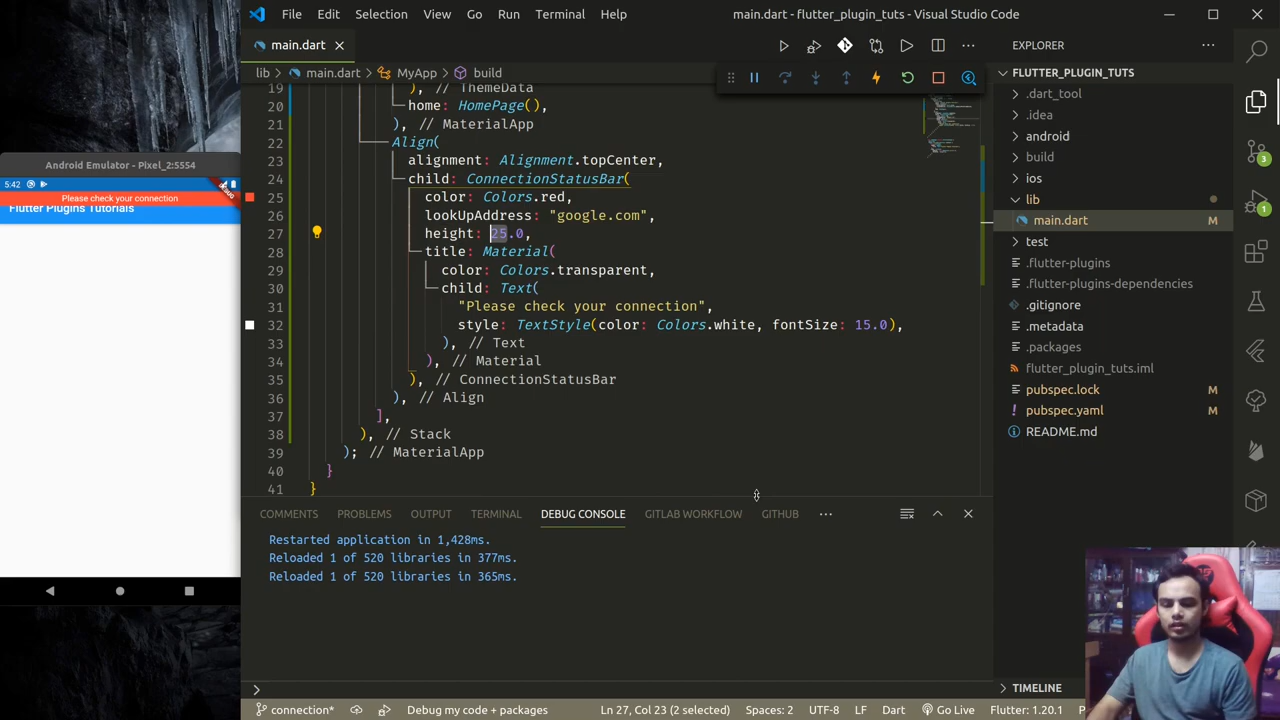 File Edit Selection View Go Run Terminal Help
main.dart - flutter_plugin_tuts - Visual Studio Code
main.dart
EXPLORER
lib > main.dart > MyApp > build
FLUTTER_PLUGIN_TUTS
.dart_tool
.idea
android
build
ios
lib
main.dart M
test
.flutter-plugins
.flutter-plugins-dependencies
.gitignore
.metadata
.packages
flutter_plugin_tuts.iml
pubspec.lock M
pubspec.yaml M
README.md
TIMELINE
3
1
Android Emulator - Pixel_2:5554
5:42
Please check your connection
Flutter Plugins Tutorials
19 ), // ThemeData
20 home: HomePage(),
21 ), // MaterialApp
22 Align(
23 alignment: Alignment.topCenter,
24 child: ConnectionStatusBar(
25 color: Colors.red,
26 lookUpAddress: "google.com",
27 height: 25.0,
28 title: Material(
29 color: Colors.transparent,
30 child: Text(
31 "Please check your connection",
32 style: TextStyle(color: Colors.white, fontSize: 15.0),
33 ), // Text
34 ), // Material
35 ), // ConnectionStatusBar
36 ), // Align
37 ],
38 ), // Stack
39 ); // MaterialApp
40 }
41 }
COMMENTS PROBLEMS OUTPUT TERMINAL DEBUG CONSOLE GITLAB WORKFLOW GITHUB ...
Restarted application in 1,428ms.
Reloaded 1 of 520 libraries in 377ms.
Reloaded 1 of 520 libraries in 365ms.
connection* Debug my code + packages Ln 27, Col 23 (2 selected) Spaces: 2 UTF-8 LF Dart Go Live Flutter: 1.20.1